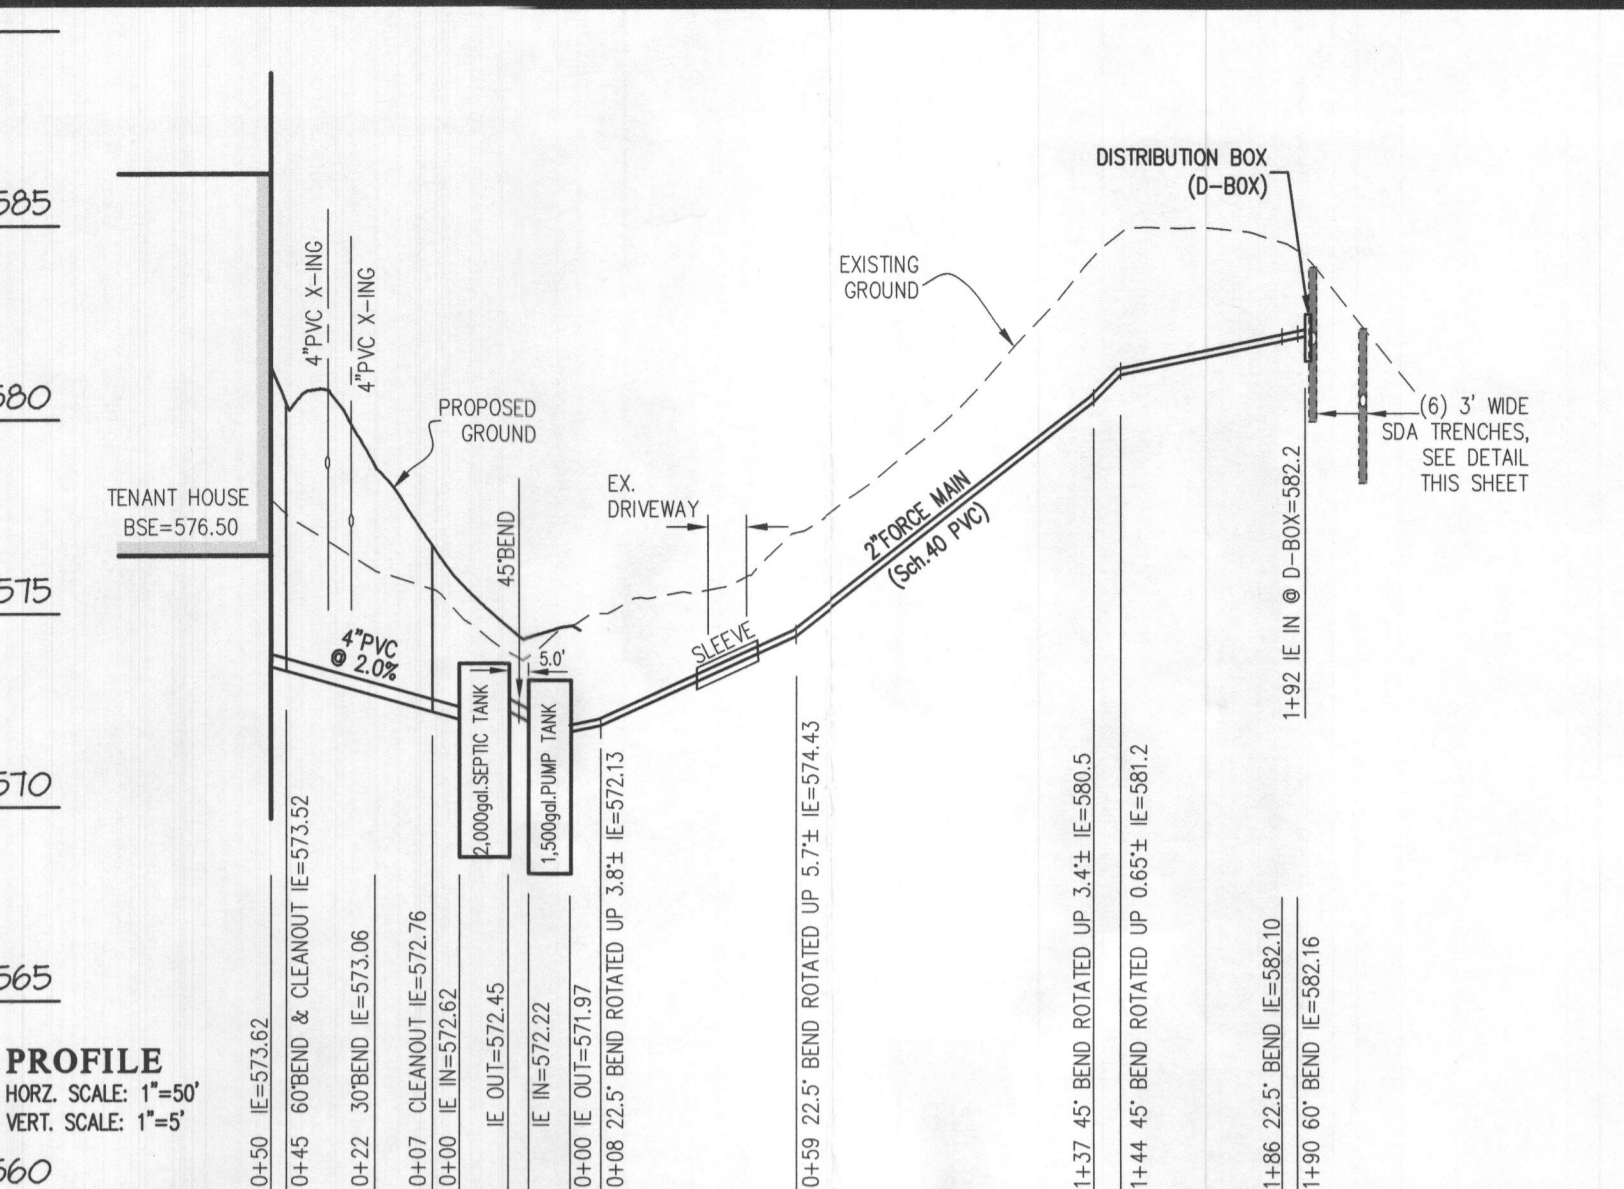 585
580
575
570
565
560
DISTRIBUTION BOX
(D-BOX)
EXISTING
GROUND
4"PVC X-ING
4"PVC X-ING
PROPOSED
GROUND
TENANT HOUSE
BSE=576.50
EX.
DRIVEWAY
45°BEND
(6) 3' WIDE
SDA TRENCHES,
SEE DETAIL
THIS SHEET
2"FORCE MAIN
(Sch.40 PVC)
4"PVC
@ 2.0%
5.0'
SLEEVE
2,000gal.SEPTIC TANK
1,500gal.PUMP TANK
0+50 IE=573.62
0+45 60°BEND & CLEANOUT IE=573.52
0+22 30°BEND IE=573.06
0+07 CLEANOUT IE=572.76
0+00 IE IN=572.62
IE OUT=572.45
IE IN=572.22
0+00 IE OUT=571.97
0+08 22.5° BEND ROTATED UP 3.8°± IE=572.13
0+59 22.5° BEND ROTATED UP 5.7°± IE=574.43
1+37 45° BEND ROTATED UP 3.4°± IE=580.5
1+44 45° BEND ROTATED UP 0.65°± IE=581.2
1+86 22.5° BEND IE=582.10
1+90 60° BEND IE=582.16
1+92 IE IN @ D-BOX=582.2
PROFILE
HORZ. SCALE: 1"=50'
VERT. SCALE: 1"=5'